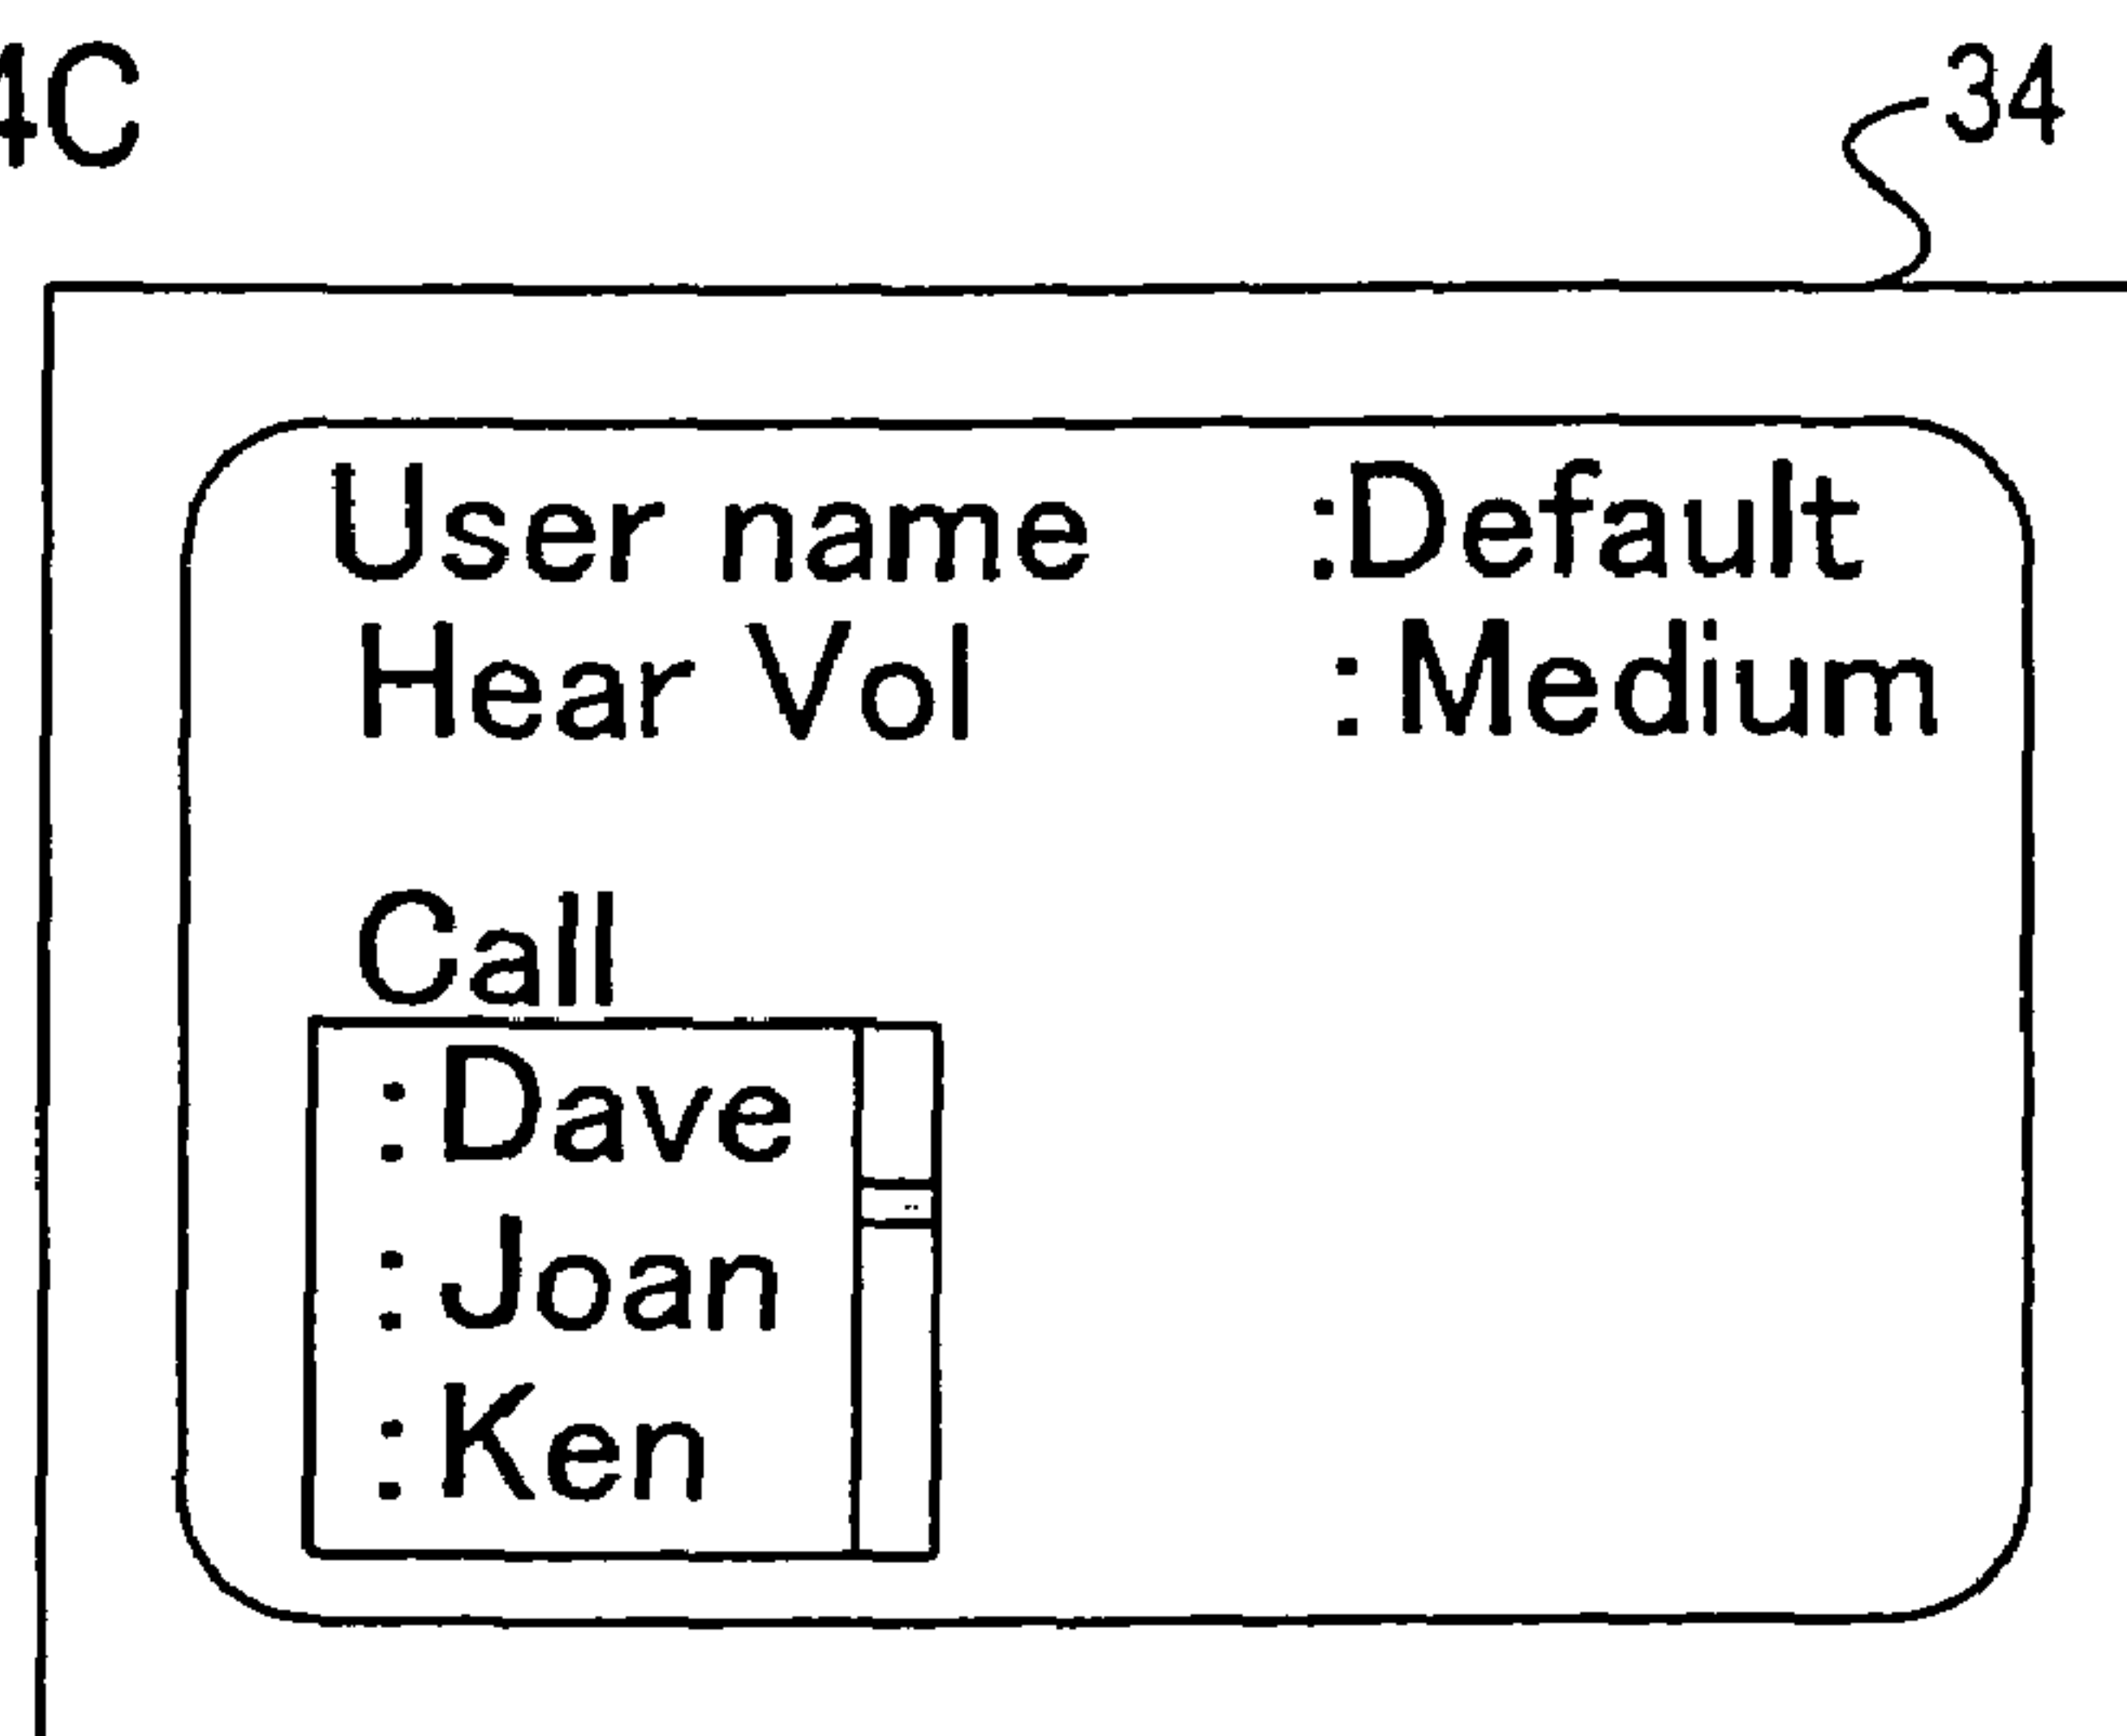 4C
34
User name :Default
Hear Vol : Medium
Call
: Dave
: Joan
: Ken